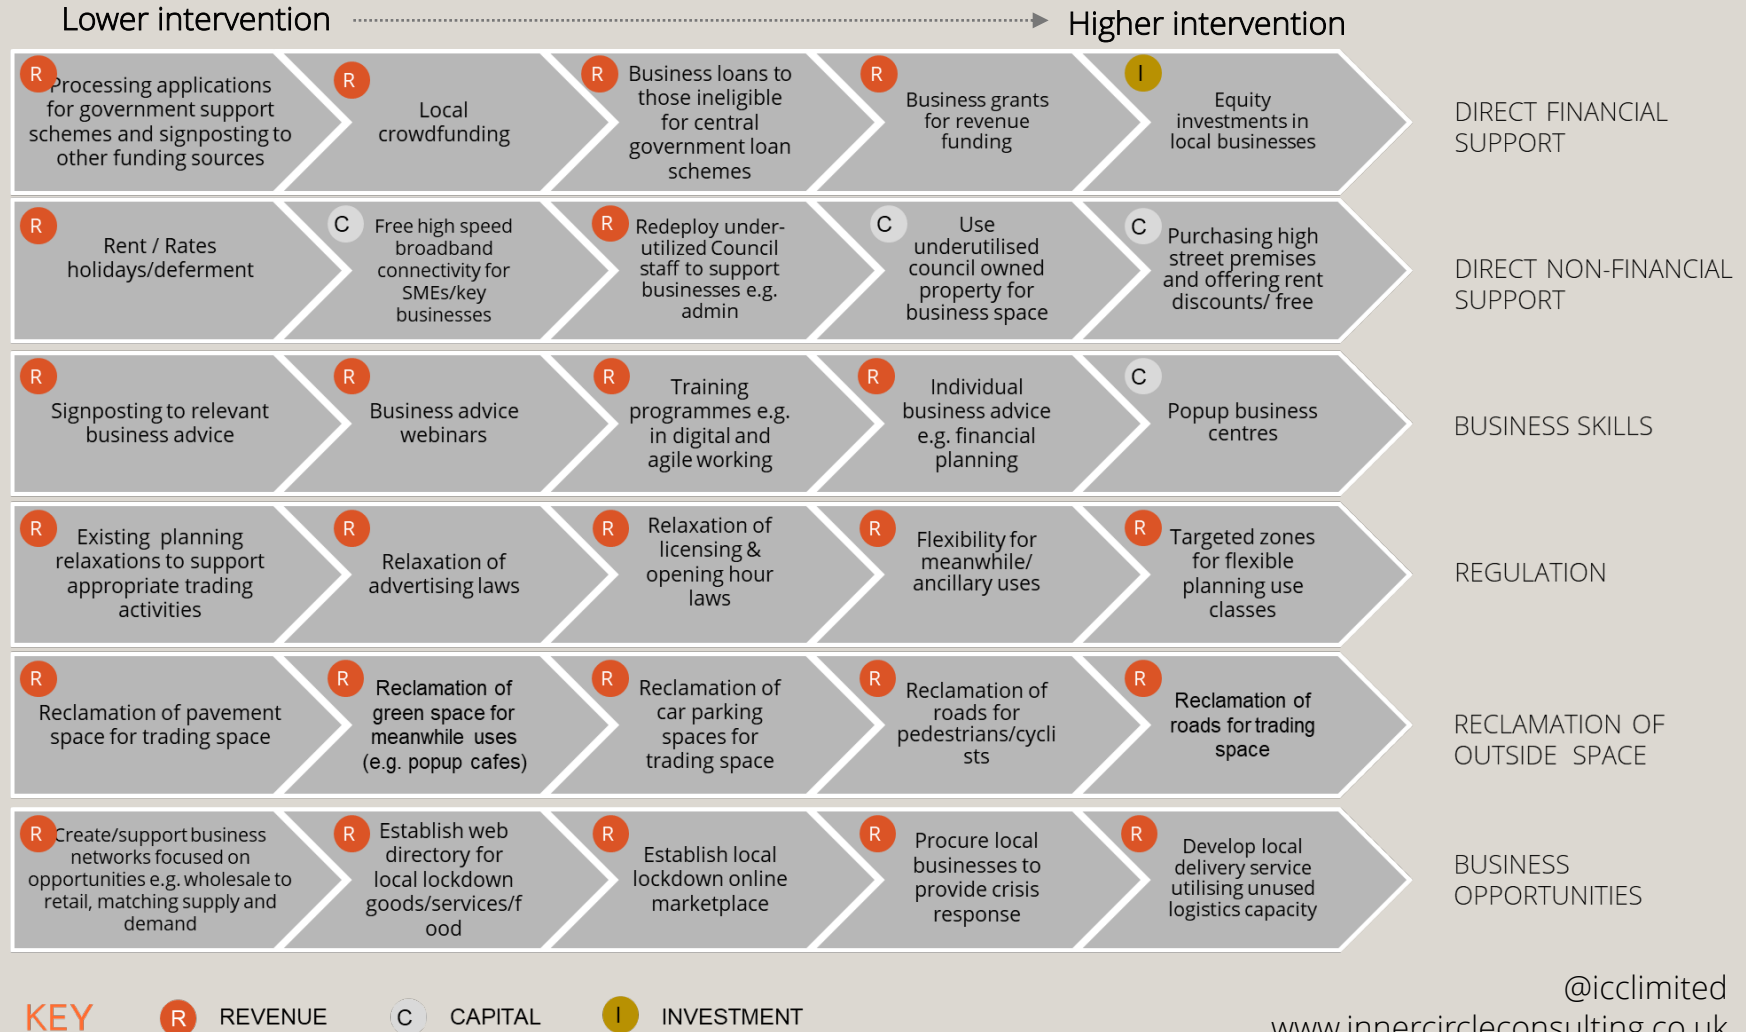 Lower intervention
Higher intervention
R
Processing applications
for government support
schemes and signposting to
other funding sources
R
Local
crowdfunding
R
Business loans to
those ineligible
for central
government loan
schemes
R
Business grants
for revenue
funding
I
Equity
investments in
local businesses
DIRECT FINANCIAL
SUPPORT
R
Rent / Rates
holidays/deferment
C
Free high speed
broadband
connectivity for
SMEs/key
businesses
R
Redeploy under-
utilized Council
staff to support
businesses e.g.
admin
C
Use
underutilised
council owned
property for
business space
C
Purchasing high
street premises
and offering rent
discounts/ free
DIRECT NON-FINANCIAL
SUPPORT
R
Signposting to relevant
business advice
R
Business advice
webinars
R
Training
programmes e.g.
in digital and
agile working
R
Individual
business advice
e.g. financial
planning
C
Popup business
centres
BUSINESS SKILLS
R
Existing planning
relaxations to support
appropriate trading
activities
R
Relaxation of
advertising laws
R
Relaxation of
licensing &
opening hour
laws
R
Flexibility for
meanwhile/
ancillary uses
R
Targeted zones
for flexible
planning use
classes
REGULATION
R
Reclamation of pavement
space for trading space
R
Reclamation of
green space for
meanwhile uses
(e.g. popup cafes)
R
Reclamation of
car parking
spaces for
trading space
R
Reclamation of
roads for
pedestrians/cycli
sts
R
Reclamation of
roads for trading
space
RECLAMATION OF
OUTSIDE SPACE
R
Create/support business
networks focused on
opportunities e.g. wholesale to
retail, matching supply and
demand
R
Establish web
directory for
local lockdown
goods/services/f
ood
R
Establish local
lockdown online
marketplace
R
Procure local
businesses to
provide crisis
response
R
Develop local
delivery service
utilising unused
logistics capacity
BUSINESS
OPPORTUNITIES
KEY
R REVENUE
C CAPITAL
I INVESTMENT
@icclimited
www.innercircleconsulting.co.uk